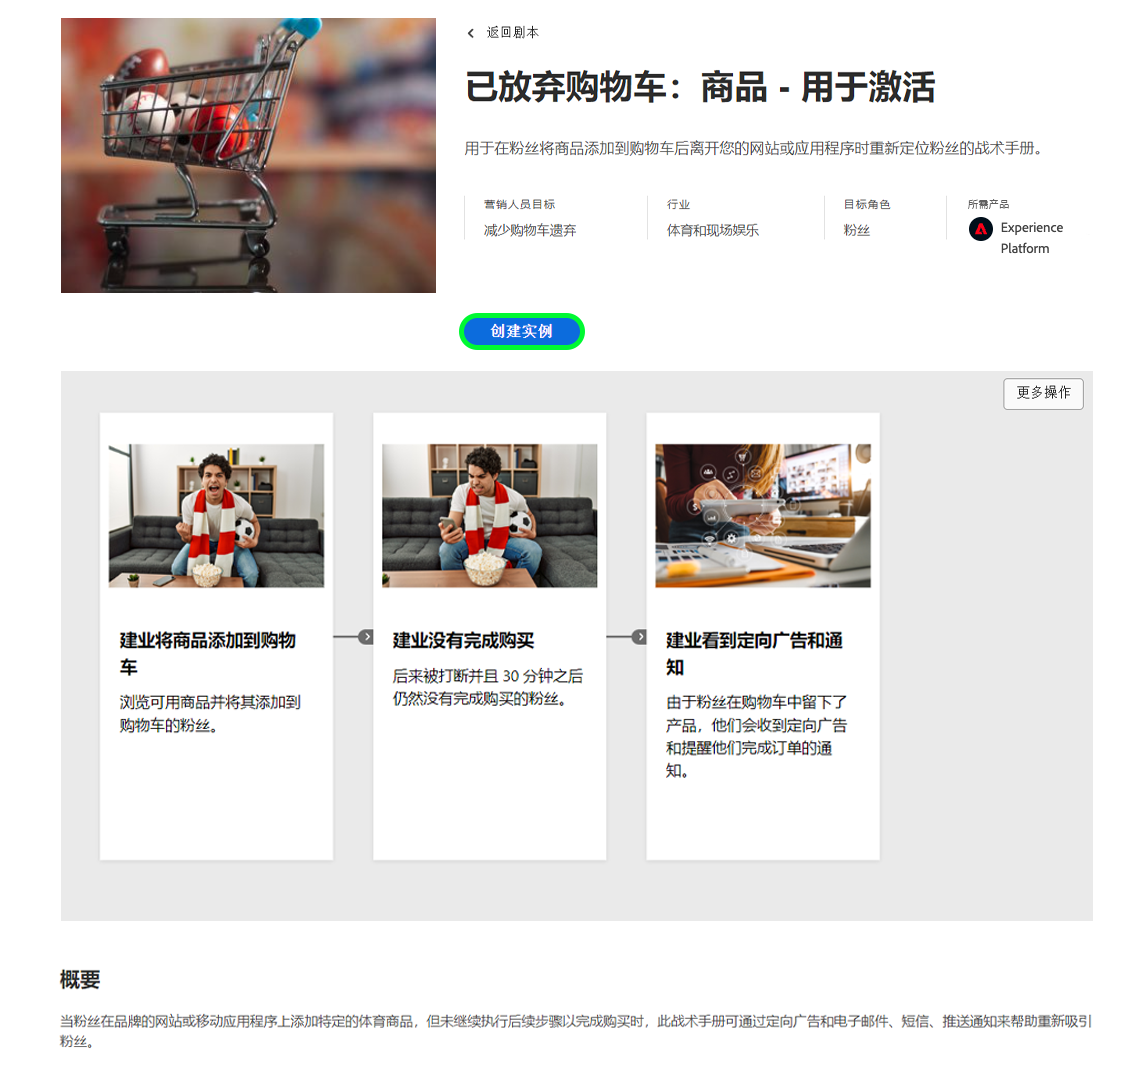 返回剧本
已放弃购物车：商品 - 用于激活
用于在粉丝将商品添加到购物车后离开您的网站或应用程序时重新定位粉丝的战术手册。
营销人员目标
减少购物车遗弃
行业
体育和现场娱乐
目标角色
粉丝
所需产品
Experience
Platform
创建实例
更多操作
建业将商品添加到购物
车
浏览可用商品并将其添加到
购物车的粉丝。
建业没有完成购买
后来被打断并且 30 分钟之后
仍然没有完成购买的粉丝。
建业看到定向广告和通
知
由于粉丝在购物车中留下了
产品，他们会收到定向广告
和提醒他们完成订单的通
知。
概要
当粉丝在品牌的网站或移动应用程序上添加特定的体育商品，但未继续执行后续步骤以完成购买时，此战术手册可通过定向广告和电子邮件、短信、推送通知来帮助重新吸引
粉丝。